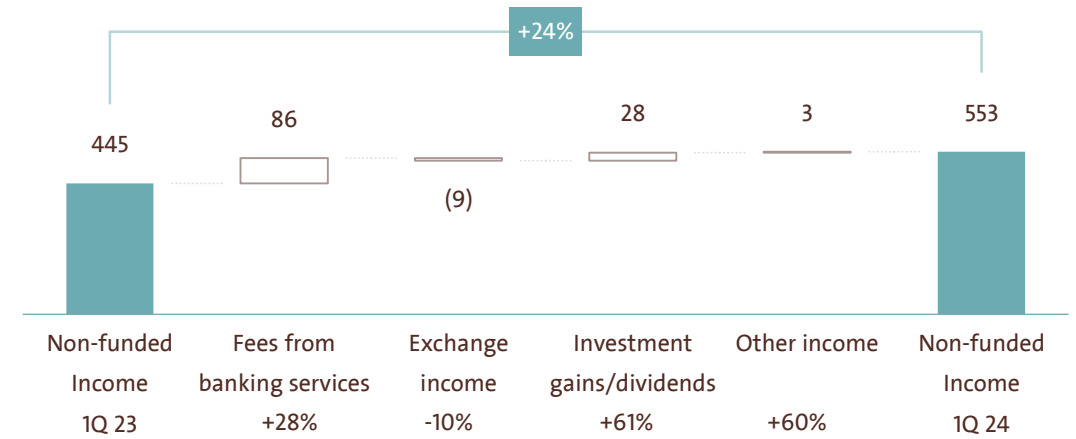 +24%
445
86
(9)
28
3
553
Non-funded Income 1Q 23
Fees from banking services +28%
Exchange income -10%
Investment gains/dividends +61%
Other income +60%
Non-funded Income 1Q 24